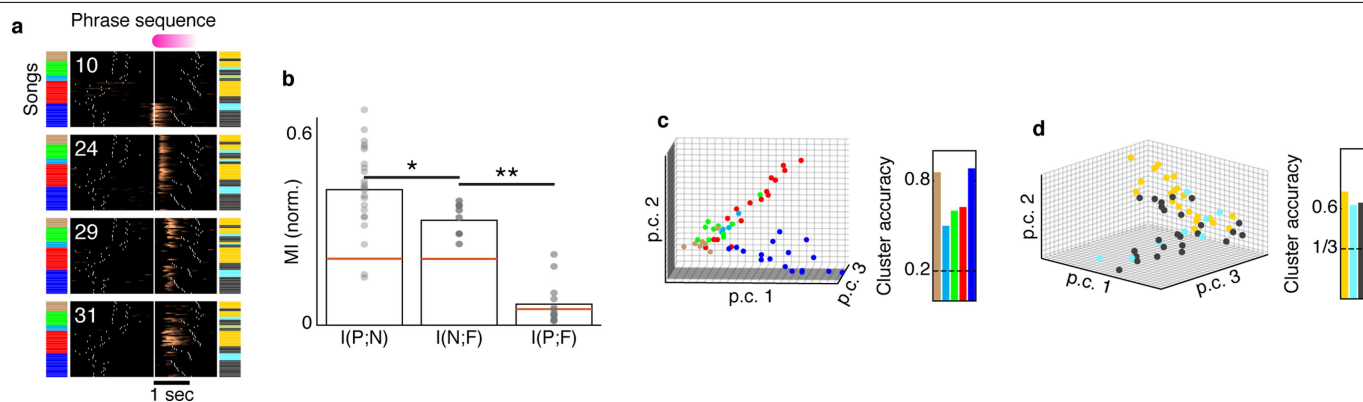 a
Phrase sequence
Songs
10
24
29
31
1 sec
b
MI (norm.)
0.6
0
*
**
I(P;N)
I(N;F)
I(P;F)
c
p.c. 2
p.c. 1
p.c. 3
Cluster accuracy
0.8
0.2
d
p.c. 2
p.c. 1
p.c. 3
Cluster accuracy
0.6
1/3